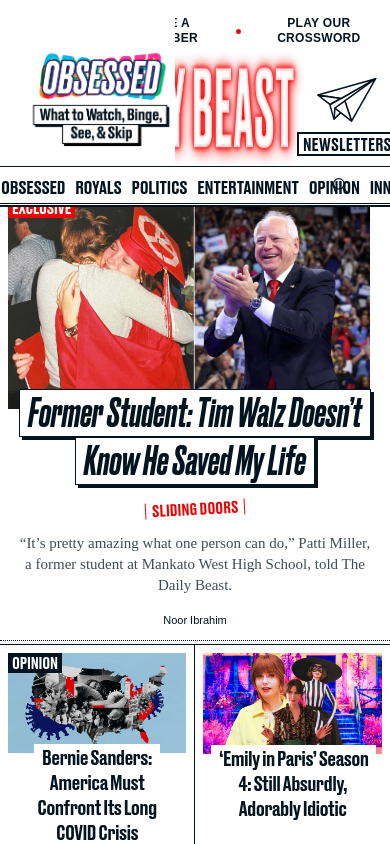 E A
BER
PLAY OUR
CROSSWORD
OBSESSED
What to Watch, Binge,
See, & Skip
Y BEAST
NEWSLETTERS
OBSESSED ROYALS POLITICS ENTERTAINMENT OPINION INN
EXCLUSIVE
Former Student: Tim Walz Doesn’t
Know He Saved My Life
SLIDING DOORS
“It’s pretty amazing what one person can do,” Patti Miller,
a former student at Mankato West High School, told The
Daily Beast.
Noor Ibrahim
OPINION
Bernie Sanders:
America Must
Confront Its Long
COVID Crisis
‘Emily in Paris’ Season
4: Still Absurdly,
Adorably Idiotic